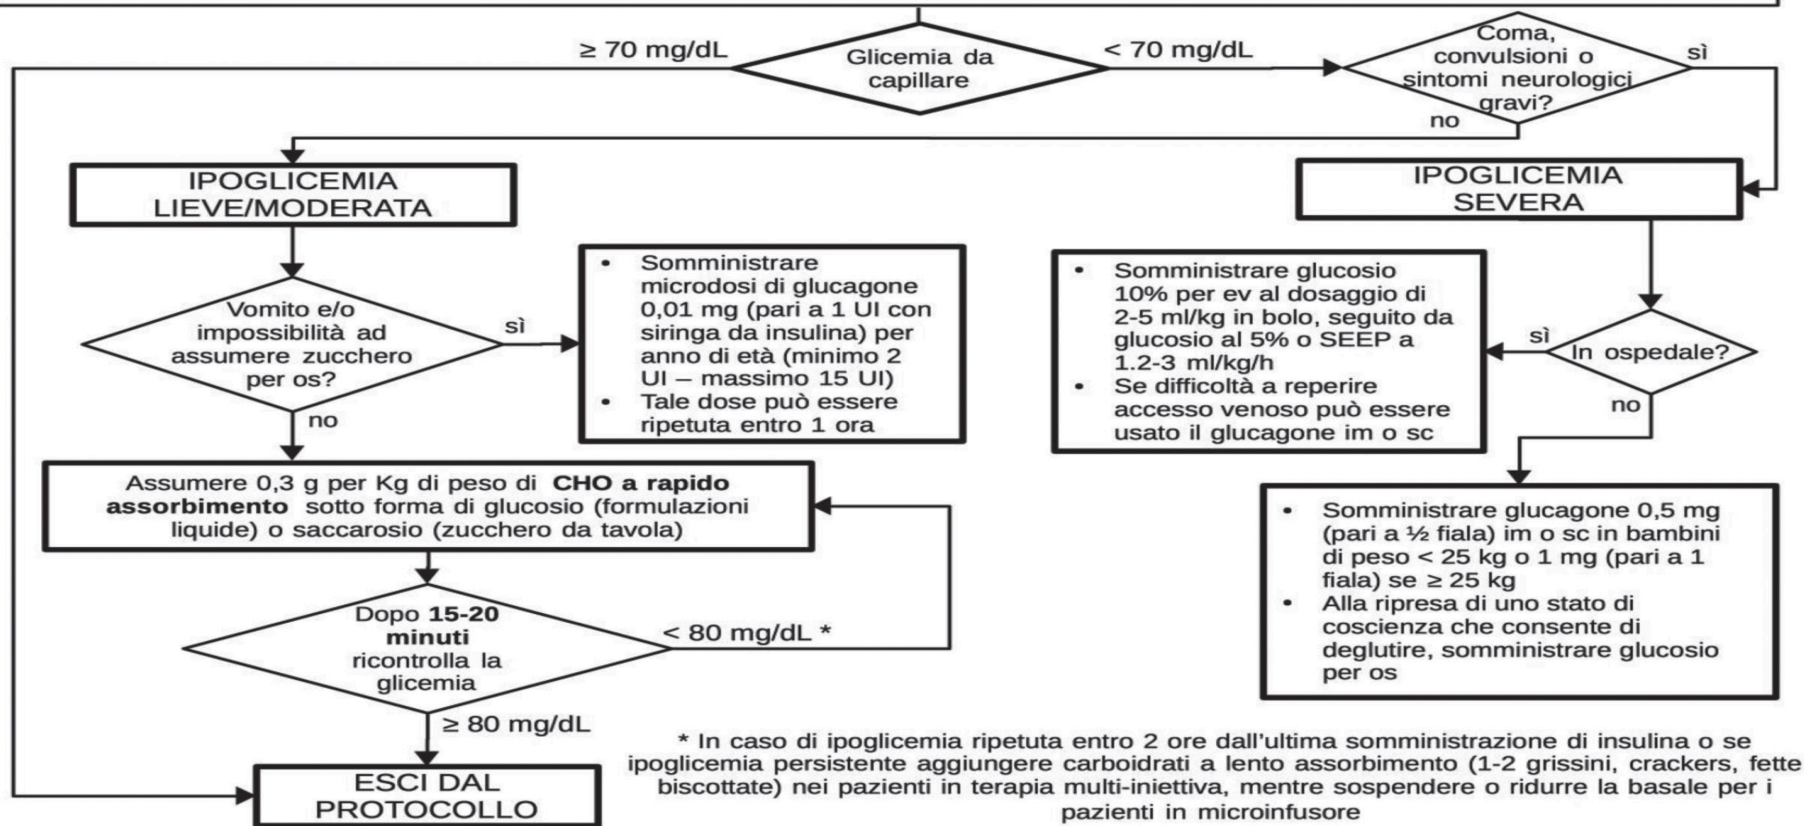 ≥ 70 mg/dL
Glicemia da
capillare
< 70 mg/dL
Coma,
convulsioni o
sintomi neurologici
gravi?
sì
no
IPOGLICEMIA
LIEVE/MODERATA
IPOGLICEMIA
SEVERA
Vomito e/o
impossibilità ad
assumere zucchero
per os?
sì
no
• Somministrare
microdosi di glucagone
0,01 mg (pari a 1 UI con
siringa da insulina) per
anno di età (minimo 2
UI – massimo 15 UI)
• Tale dose può essere
ripetuta entro 1 ora
• Somministrare glucosio
10% per ev al dosaggio di
2-5 ml/kg in bolo, seguito da
glucosio al 5% o SEEP a
1.2-3 ml/kg/h
• Se difficoltà a reperire
accesso venoso può essere
usato il glucagone im o sc
sì
In ospedale?
no
Assumere 0,3 g per Kg di peso di CHO a rapido
assorbimento sotto forma di glucosio (formulazioni
liquide) o saccarosio (zucchero da tavola)
• Somministrare glucagone 0,5 mg
(pari a ½ fiala) im o sc in bambini
di peso < 25 kg o 1 mg (pari a 1
fiala) se ≥ 25 kg
• Alla ripresa di uno stato di
coscienza che consente di
deglutire, somministrare glucosio
per os
Dopo 15-20
minuti
ricontrolla la
glicemia
< 80 mg/dL *
≥ 80 mg/dL
ESCI DAL
PROTOCOLLO
* In caso di ipoglicemia ripetuta entro 2 ore dall'ultima somministrazione di insulina o se
ipoglicemia persistente aggiungere carboidrati a lento assorbimento (1-2 grissini, crackers, fette
biscottate) nei pazienti in terapia multi-iniettiva, mentre sospendere o ridurre la basale per i
pazienti in microinfusore